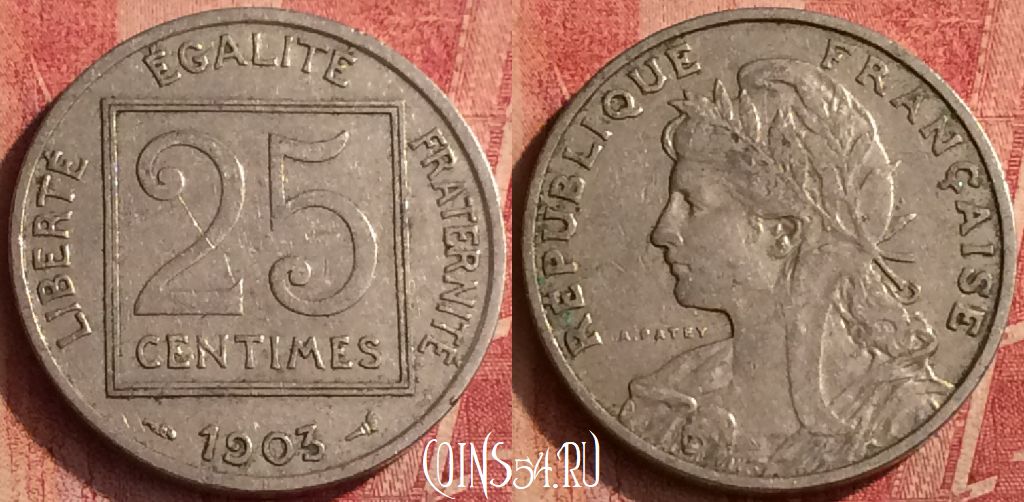 LIBERTÉ ÉGALITÉ FRATERNITÉ
25
CENTIMES
1903
RÉPUBLIQUE FRANÇAISE
A.PATEY
COINS54.RU